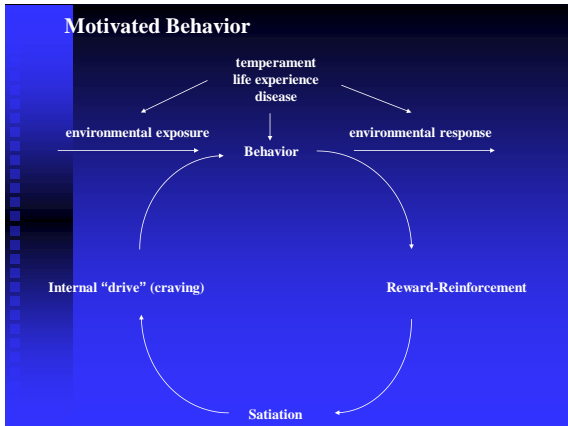 Motivated Behavior
temperament
life experience
disease
environmental exposure
environmental response
Behavior
Internal “drive” (craving)
Reward-Reinforcement
Satiation